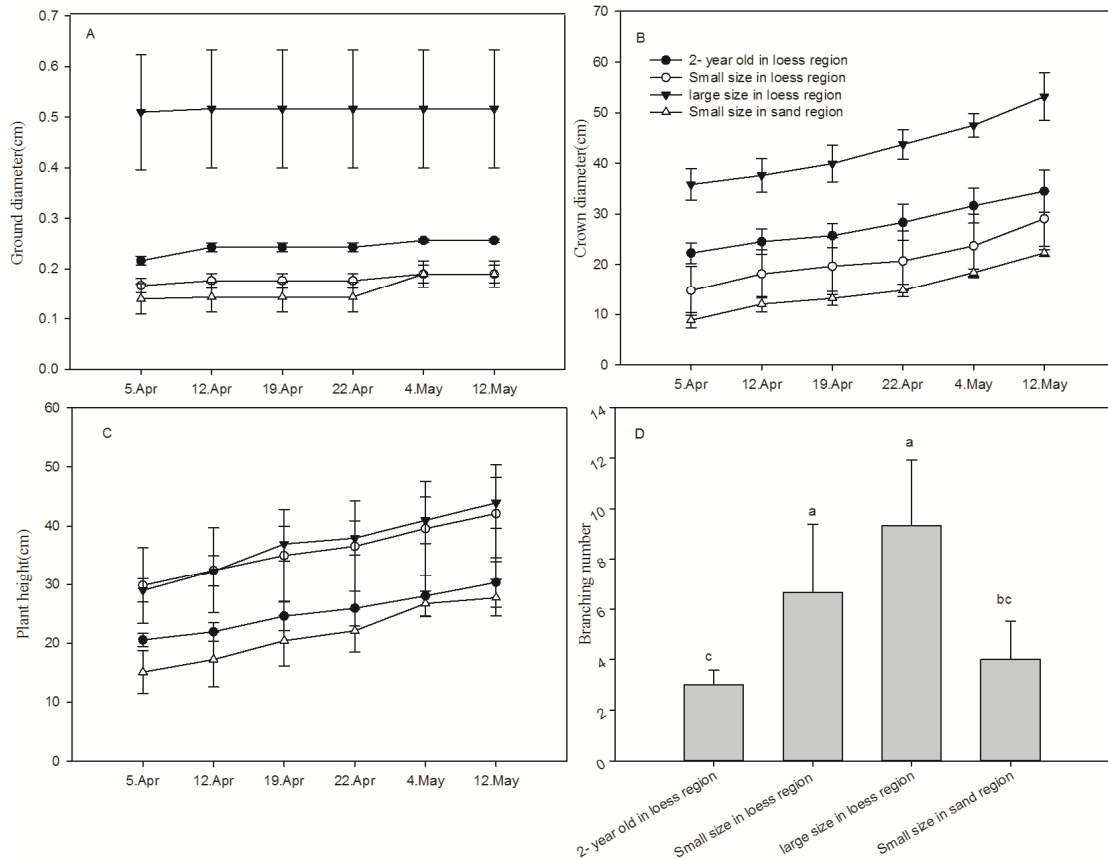 A
Ground diameter(cm)
0.7
0.6
0.5
0.4
0.3
0.2
0.1
0.0
5.Apr 12.Apr 19.Apr 22.Apr 4.May 12.May
B
Crown diameter(cm)
70
60
50
40
30
20
10
0
2- year old in loess region
Small size in loess region
large size in loess region
Small size in sand region
5.Apr 12.Apr 19.Apr 22.Apr 4.May 12.May
C
Plant height(cm)
60
50
40
30
20
10
0
5.Apr 12.Apr 19.Apr 22.Apr 4.May 12.May
D
Branching number
14
12
10
8
6
4
2
0
c
a
a
bc
2- year old in loess region
Small size in loess region
large size in loess region
Small size in sand region